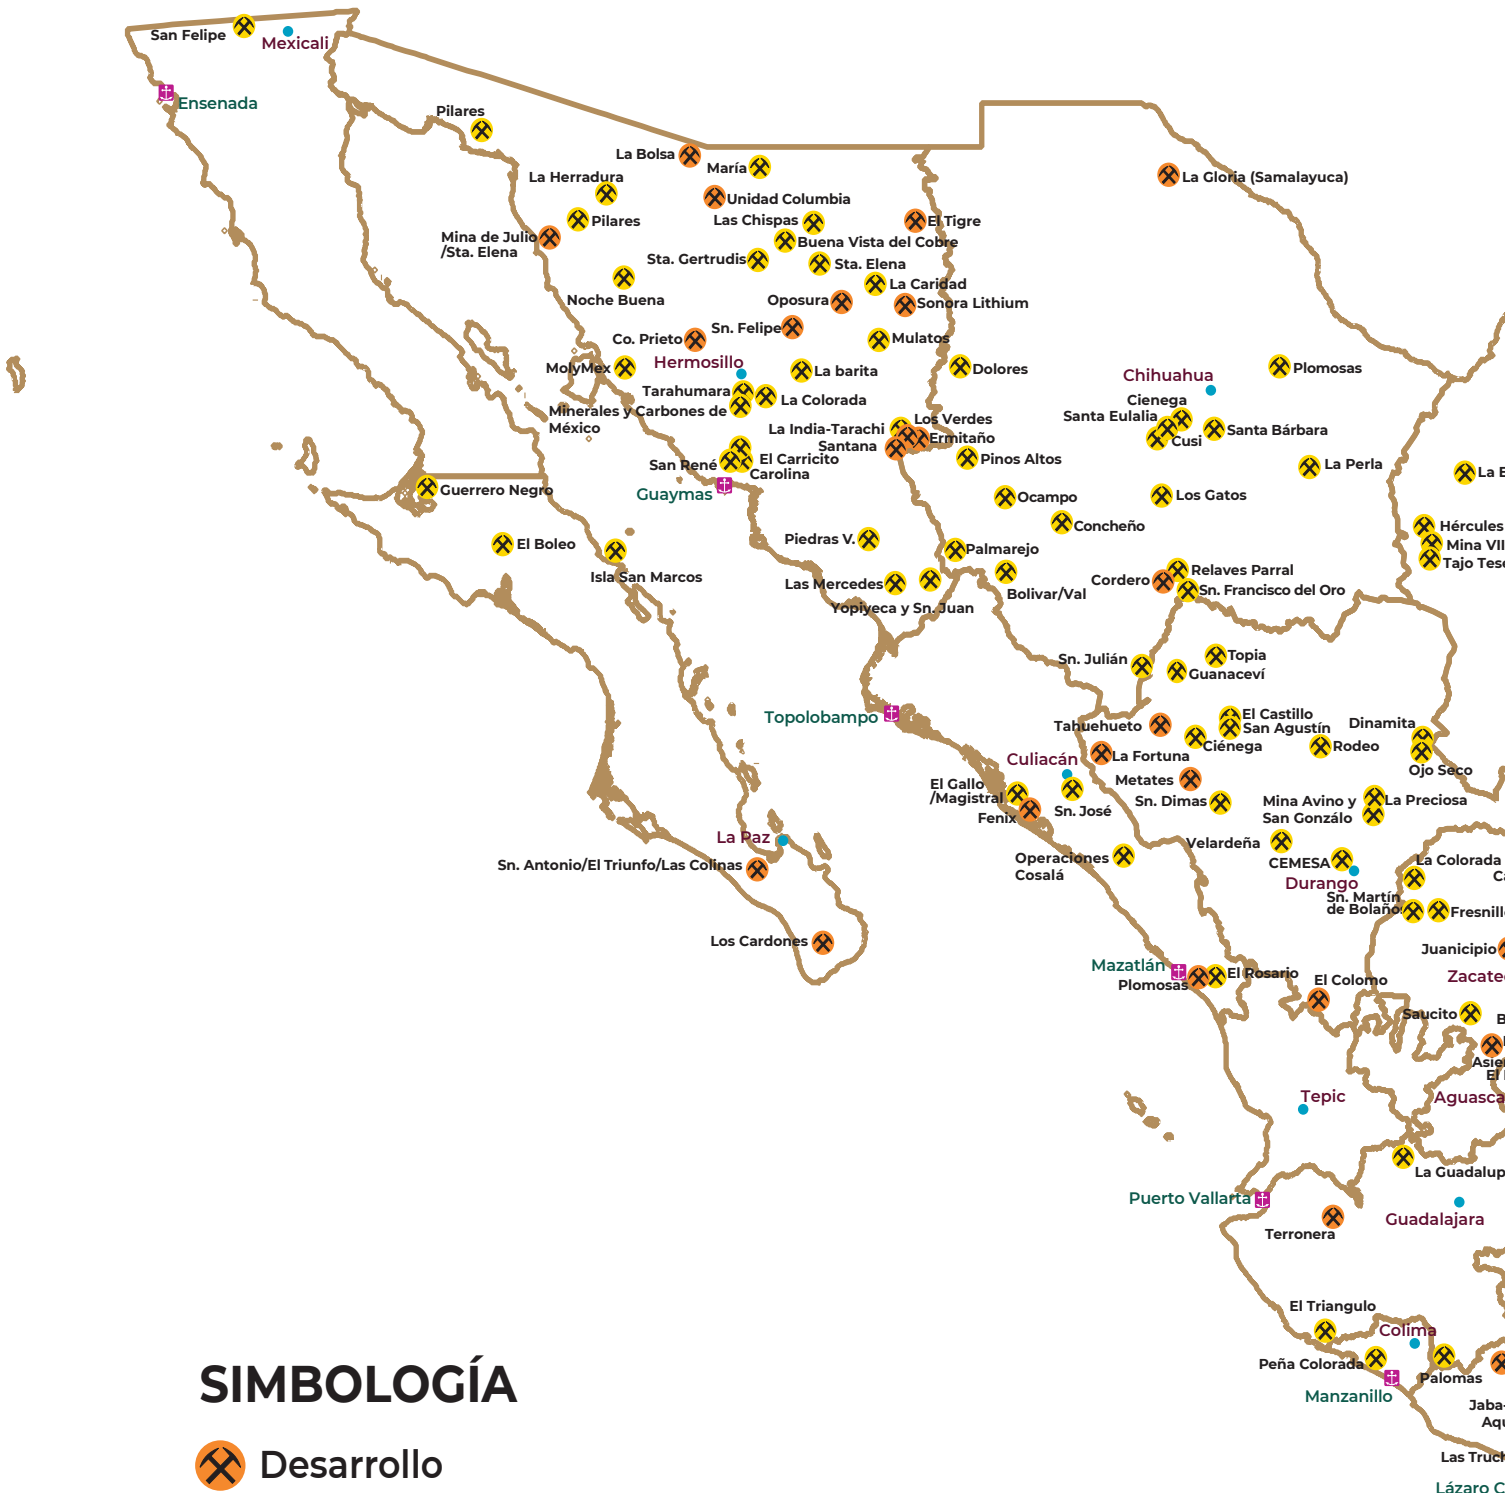 San Felipe
Mexicali
Ensenada
Pilares
La Bolsa
María
La Gloria (Samalayuca)
La Herradura
Unidad Columbia
Pilares
Las Chispas
El Tigre
Mina de Julio
/Sta. Elena
Buena Vista del Cobre
Sta. Gertrudis
Sta. Elena
La Caridad
Noche Buena
Oposura
Sonora Lithium
Sn. Felipe
Co. Prieto
Mulatos
Hermosillo
MolyMex
La barita
Dolores
Plomosas
Chihuahua
Tarahumara
La Colorada
Cienega
Minerales y Carbones de
México
Santa Eulalia
Los Verdes
La India-Tarachi
Santa Bárbara
Ermitaño
Santana
Cusi
San René
El Carricito
Carolina
Pinos Altos
La Perla
Guerrero Negro
Guaymas
Ocampo
Los Gatos
Concheño
Hércules
El Boleo
Piedras V.
Mina VII
Palmarejo
Isla San Marcos
Relaves Parral
Las Mercedes
Cordero
Sn. Francisco del Oro
Bolivar/Val
Yopiyeca y Sn. Juan
Sn. Julián
Topia
Guanaceví
Topolobampo
El Castillo
Tahuehueto
San Agustín
Dinamita
Ciénega
Rodeo
La Fortuna
Culiacán
Ojo Seco
Metates
El Gallo
/Magistral
Sn. Dimas
Mina Avino y
San Gonzálo
La Preciosa
Fenix
Sn. José
La Paz
Velardeña
Operaciones
Cosalá
CEMESA
La Colorada
Sn. Antonio/El Triunfo/Las Colinas
Durango
Sn. Martín
de Bolaños
Los Cardones
Juanicipio
Mazatlán
El Rosario
Plomosas
El Colomo
Saucito
Tepic
Puerto Vallarta
Guadalajara
Terronera
El Triangulo
Colima
Peña Colorada
Palomas
Manzanillo
SIMBOLOGÍA
Desarrollo